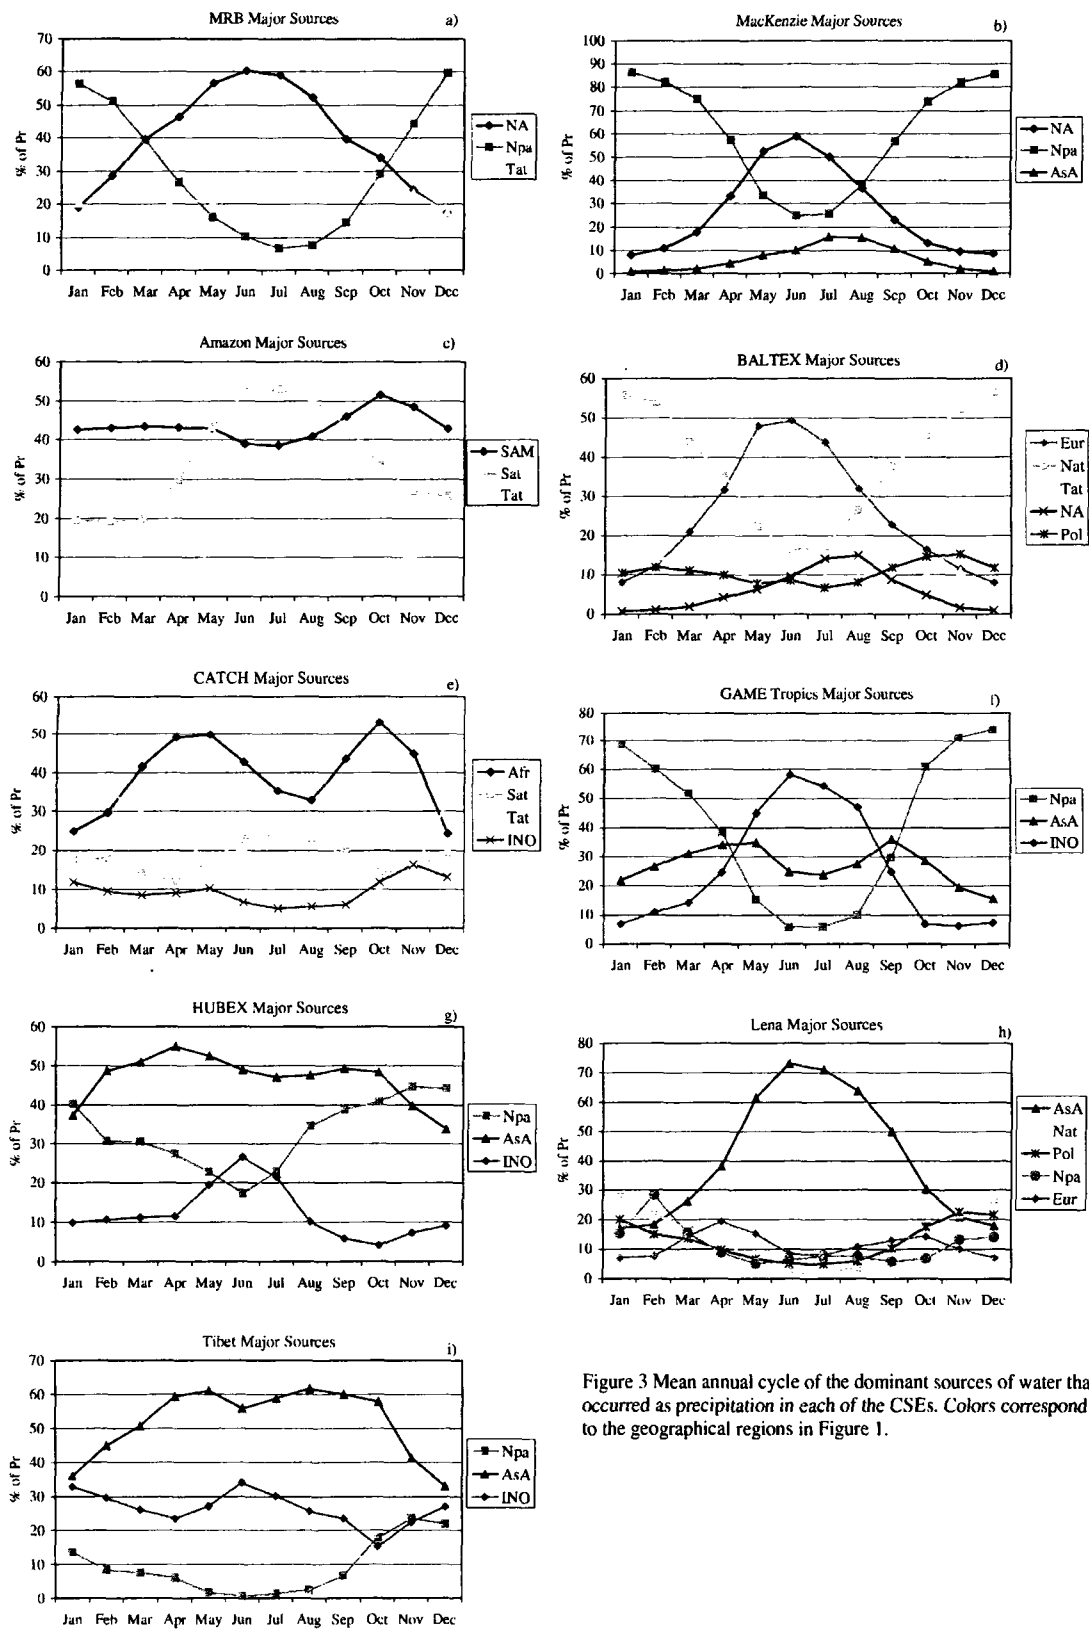 MRB Major Sources a)
70
60
50
40
30
20
10
0
% of Pr
Jan Feb Mar Apr May Jun Jul Aug Sep Oct Nov Dec
NA
Npa
Tat
MacKenzie Major Sources b)
100
90
80
70
60
50
40
30
20
10
0
% of Pr
Jan Feb Mar Apr May Jun Jul Aug Sep Oct Nov Dec
NA
Npa
AsA
Amazon Major Sources c)
60
50
40
30
20
10
0
% of Pr
Jan Feb Mar Apr May Jun Jul Aug Sep Oct Nov Dec
SAM
Sat
Tat
BALTEX Major Sources d)
60
50
40
30
20
10
0
% of Pr
Jan Feb Mar Apr May Jun Jul Aug Sep Oct Nov Dec
Eur
Nat
Tat
NA
Pol
CATCH Major Sources e)
60
50
40
30
20
10
0
% of Pr
Jan Feb Mar Apr May Jun Jul Aug Sep Oct Nov Dec
Afr
Sat
Tat
INO
GAME Tropics Major Sources f)
80
70
60
50
40
30
20
10
0
% of Pr
Jan Feb Mar Apr May Jun Jul Aug Sep Oct Nov Dec
Npa
AsA
INO
HUBEX Major Sources g)
60
50
40
30
20
10
0
% of Pr
Jan Feb Mar Apr May Jun Jul Aug Sep Oct Nov Dec
Npa
AsA
INO
Lena Major Sources h)
80
70
60
50
40
30
20
10
0
% of Pr
Jan Feb Mar Apr May Jun Jul Aug Sep Oct Nov Dec
AsA
Nat
Pol
Npa
Eur
Tibet Major Sources i)
70
60
50
40
30
20
10
0
% of Pr
Jan Feb Mar Apr May Jun Jul Aug Sep Oct Nov Dec
Npa
AsA
INO
Figure 3 Mean annual cycle of the dominant sources of water tha
occurred as precipitation in each of the CSEs. Colors correspond
to the geographical regions in Figure 1.